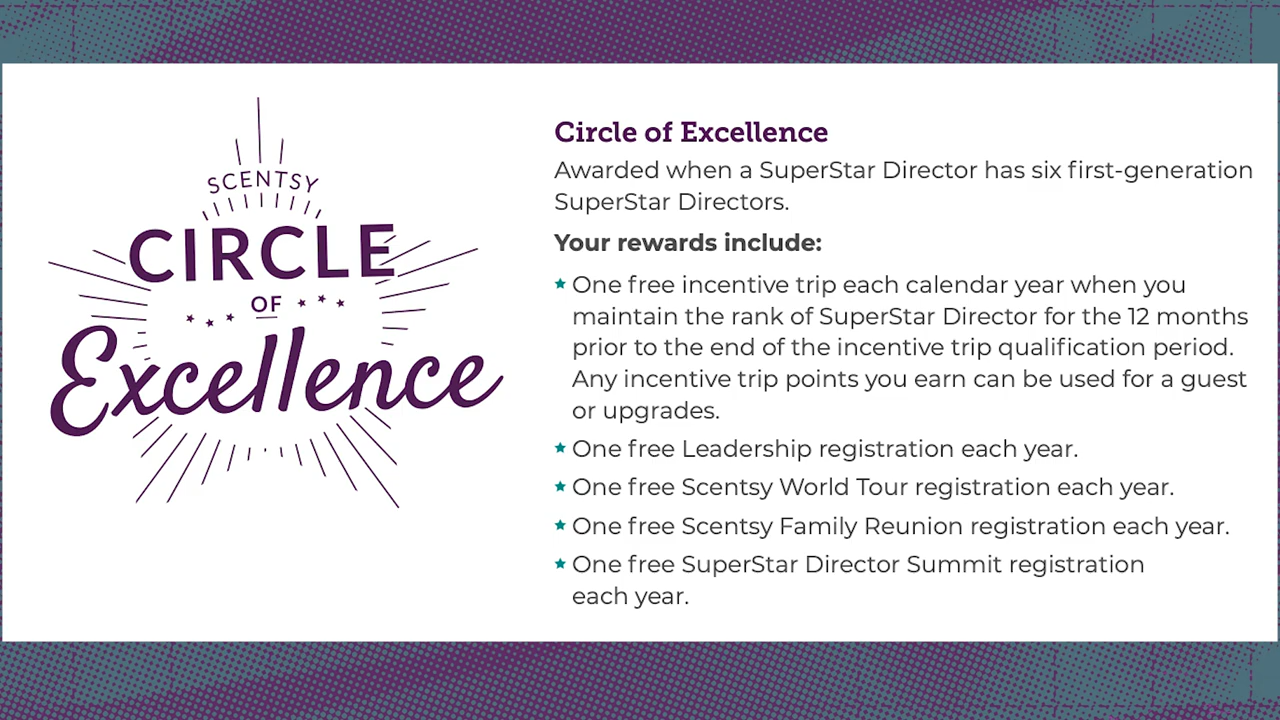 SCENTSY
CIRCLE
OF
Excellence
Circle of Excellence
Awarded when a SuperStar Director has six first-generation
SuperStar Directors.
Your rewards include:
One free incentive trip each calendar year when you
maintain the rank of SuperStar Director for the 12 months
prior to the end of the incentive trip qualification period.
Any incentive trip points you earn can be used for a guest
or upgrades.
One free Leadership registration each year.
One free Scentsy World Tour registration each year.
One free Scentsy Family Reunion registration each year.
One free SuperStar Director Summit registration
each year.